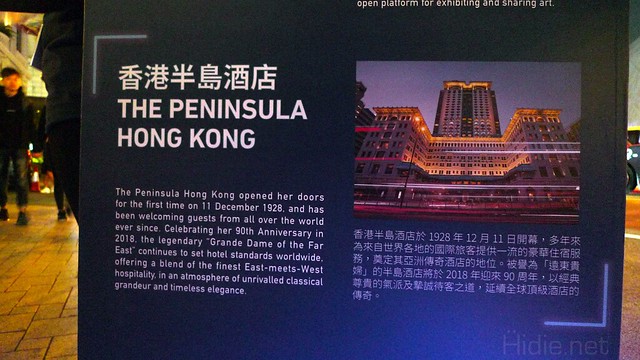 open platform for exhibiting and sharing art.
香港半島酒店
THE PENINSULA
HONG KONG
The Peninsula Hong Kong opened her doors
for the first time on 11 December 1928, and has
been welcoming guests from all over the world
ever since. Celebrating her 90th Anniversary in
2018, the legendary "Grande Dame of the Far
East" continues to set hotel standards worldwide,
offering a blend of the finest East-meets-West
hospitality, in an atmosphere of unrivalled classical
grandeur and timeless elegance.
香港半島酒店於 1928 年 12 月 11 日開幕，多年來
為來自世界各地的國際旅客提供一流的豪華住宿服
務，奠定其亞洲傳奇酒店的地位。被譽為「遠東貴
婦」的半島酒店將於 2018 年迎來 90 周年，以經典
尊貴的氣派及摯誠待客之道，延續全球頂級酒店的
傳奇。
Hidie.net